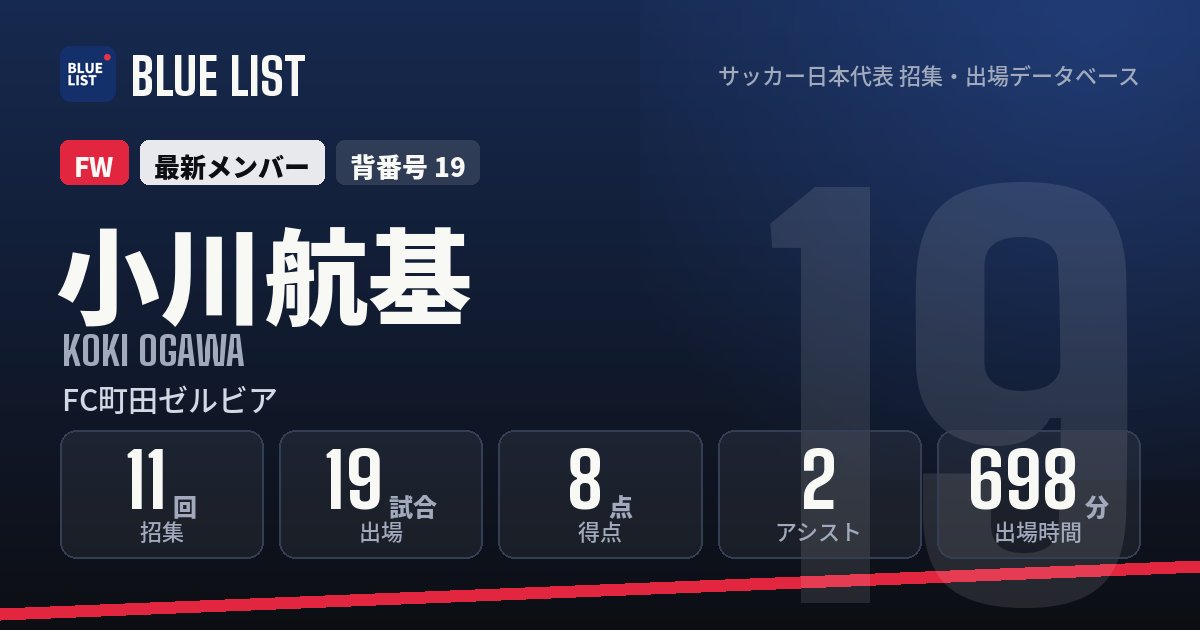 BLUE LIST
BLUE LIST
サッカー日本代表 招集・出場データベース
FW
最新メンバー
背番号 19
19
小川航基
KOKI OGAWA
FC町田ゼルビア
11回
招集
19試合
出場
8点
得点
2
アシスト
698分
出場時間